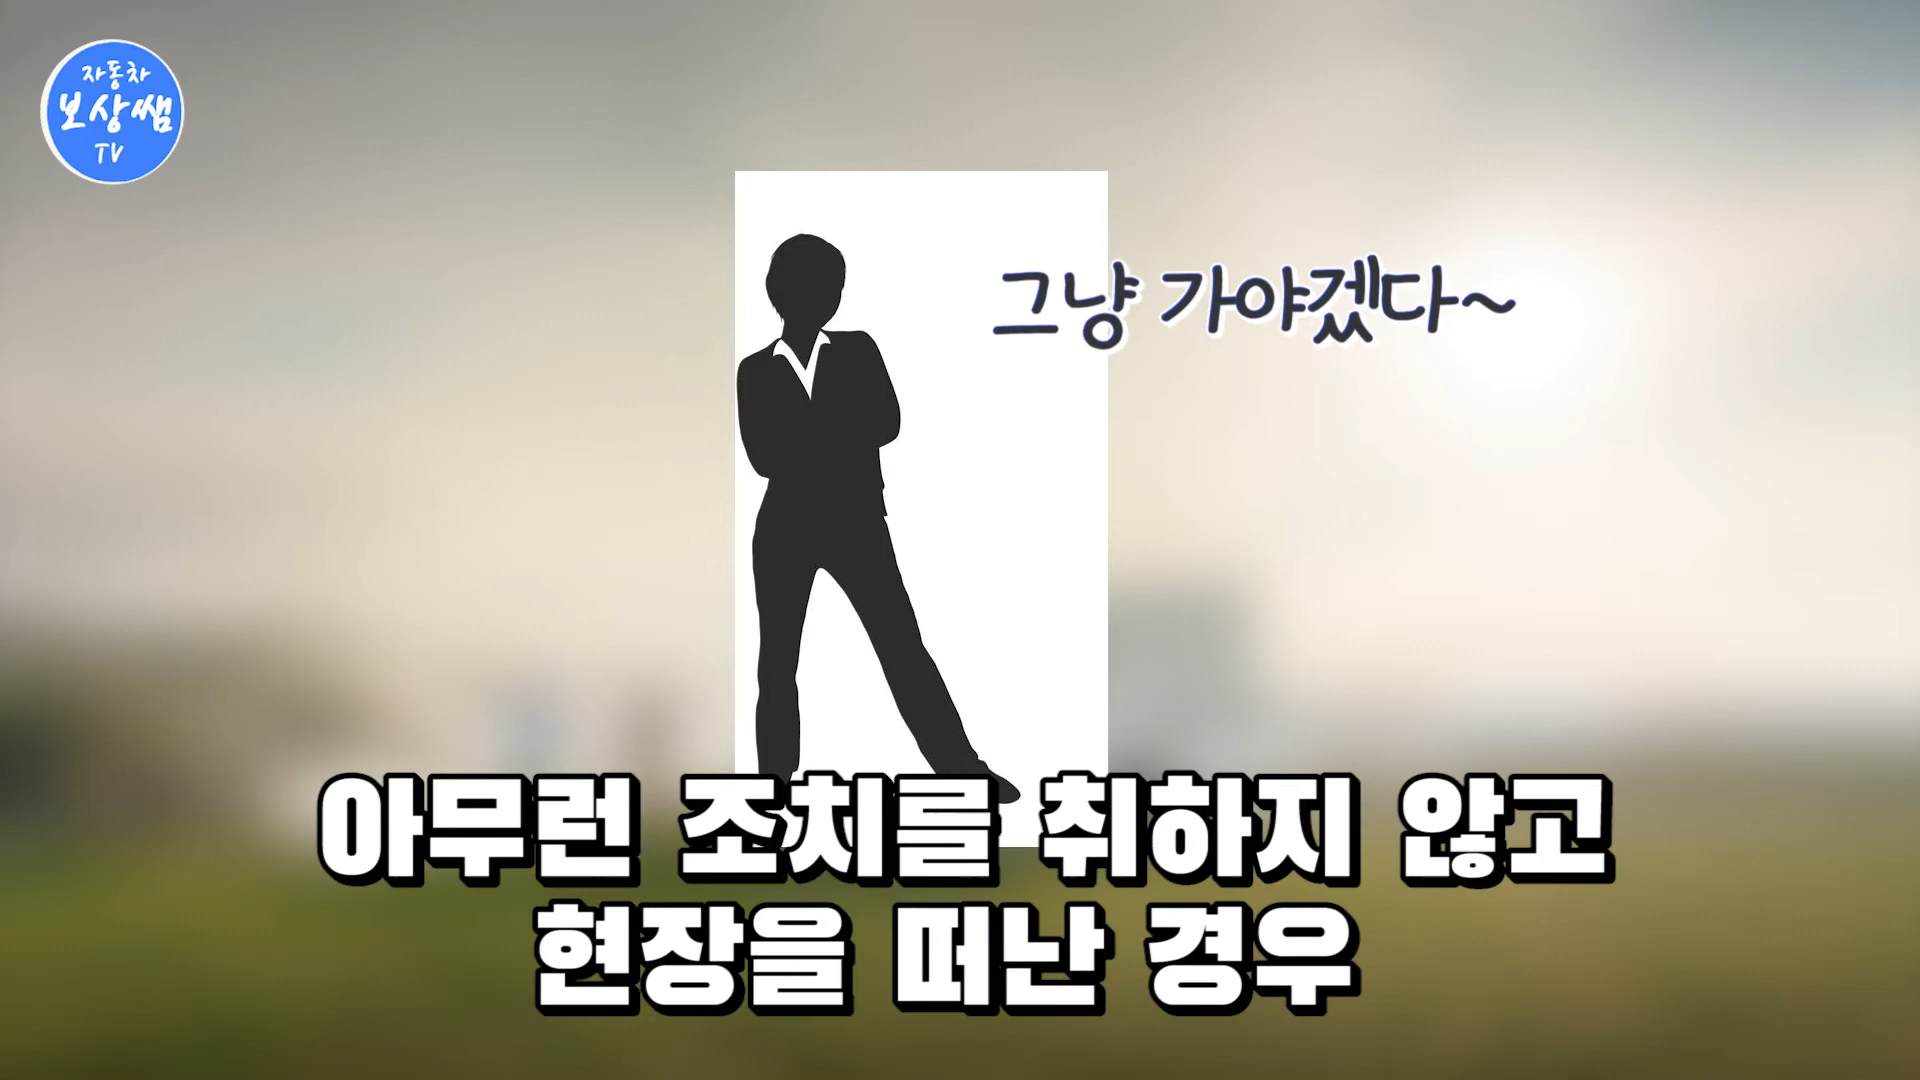 자동차
보상쌤
TV
그냥 가야겠다~
아무런 조치를 취하지 않고
현장을 떠난 경우